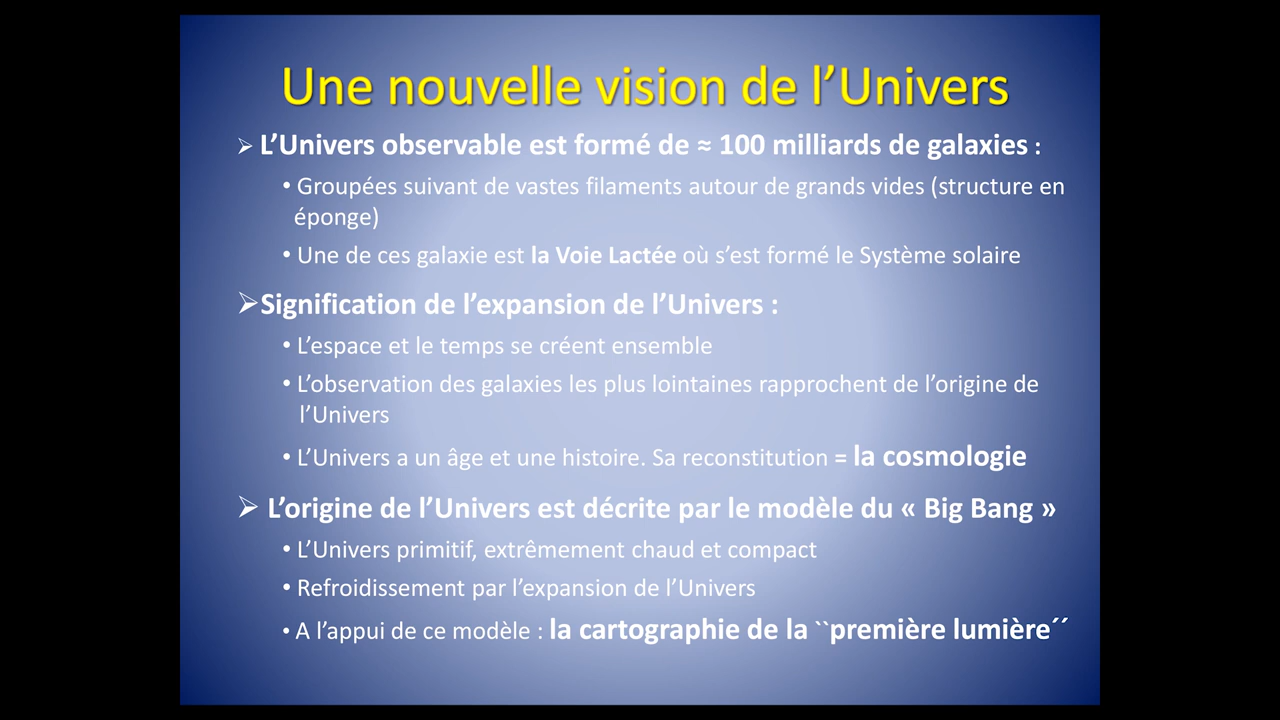 Une nouvelle vision de l’Univers
➢ L’Univers observable est formé de ≈ 100 milliards de galaxies :
• Groupées suivant de vastes filaments autour de grands vides (structure en
éponge)
• Une de ces galaxie est la Voie Lactée où s’est formé le Système solaire
➢Signification de l’expansion de l’Univers :
• L’espace et le temps se créent ensemble
• L’observation des galaxies les plus lointaines rapprochent de l’origine de
l’Univers
• L’Univers a un âge et une histoire. Sa reconstitution = la cosmologie
➢ L’origine de l’Univers est décrite par le modèle du « Big Bang »
• L’Univers primitif, extrêmement chaud et compact
• Refroidissement par l’expansion de l’Univers
• A l’appui de ce modèle : la cartographie de la ``première lumière´´